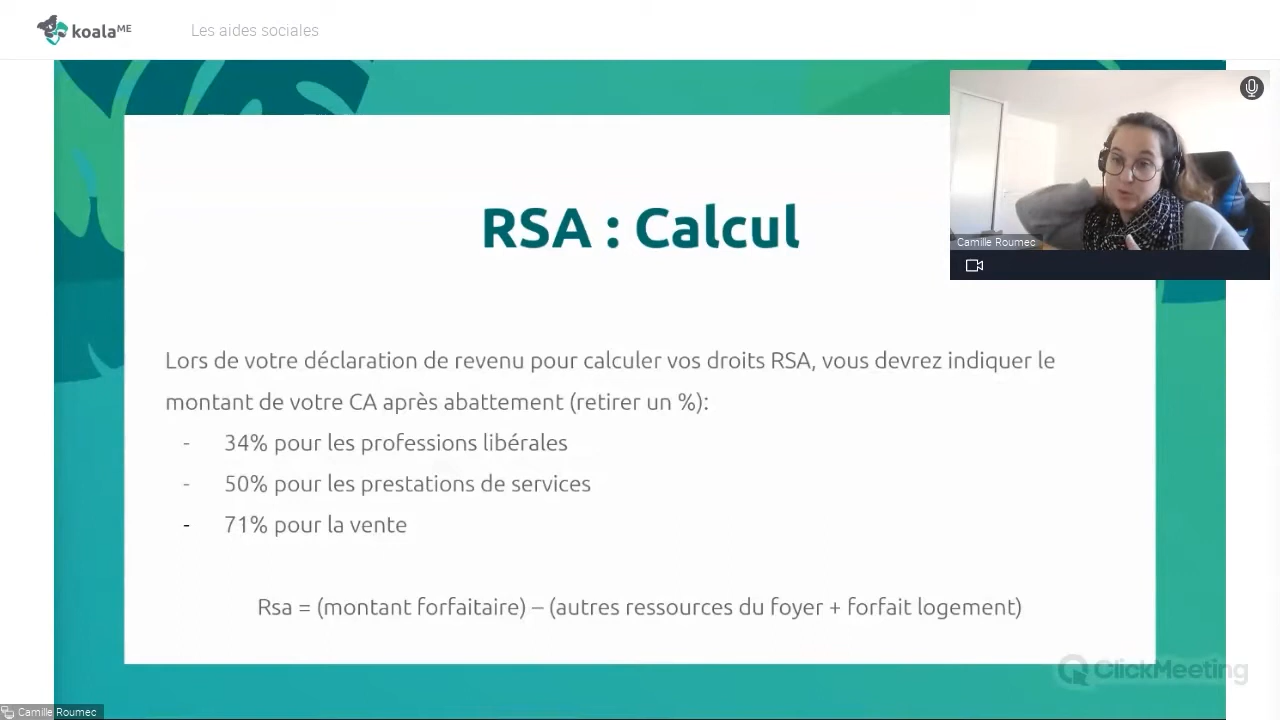 koala ME
Les aides sociales
Camille Roumec
RSA : Calcul
Lors de votre déclaration de revenu pour calculer vos droits RSA, vous devrez indiquer le
montant de votre CA après abattement (retirer un %):
- 34% pour les professions libérales
- 50% pour les prestations de services
- 71% pour la vente
Rsa = (montant forfaitaire) – (autres ressources du foyer + forfait logement)
ClickMeeting
Camille Roumec